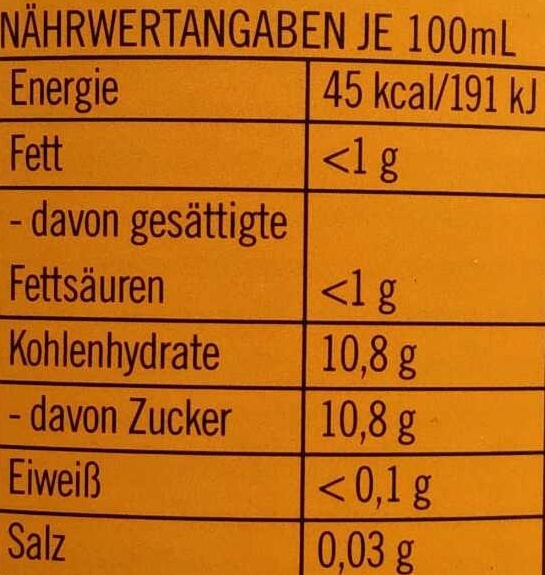 NÄHRWERTANGABEN JE 100mL
Energie 45 kcal/191 kJ
Fett <1 g
- davon gesättigte
Fettsäuren <1 g
Kohlenhydrate 10,8 g
- davon Zucker 10,8 g
Eiweiß < 0,1 g
Salz 0,03 g